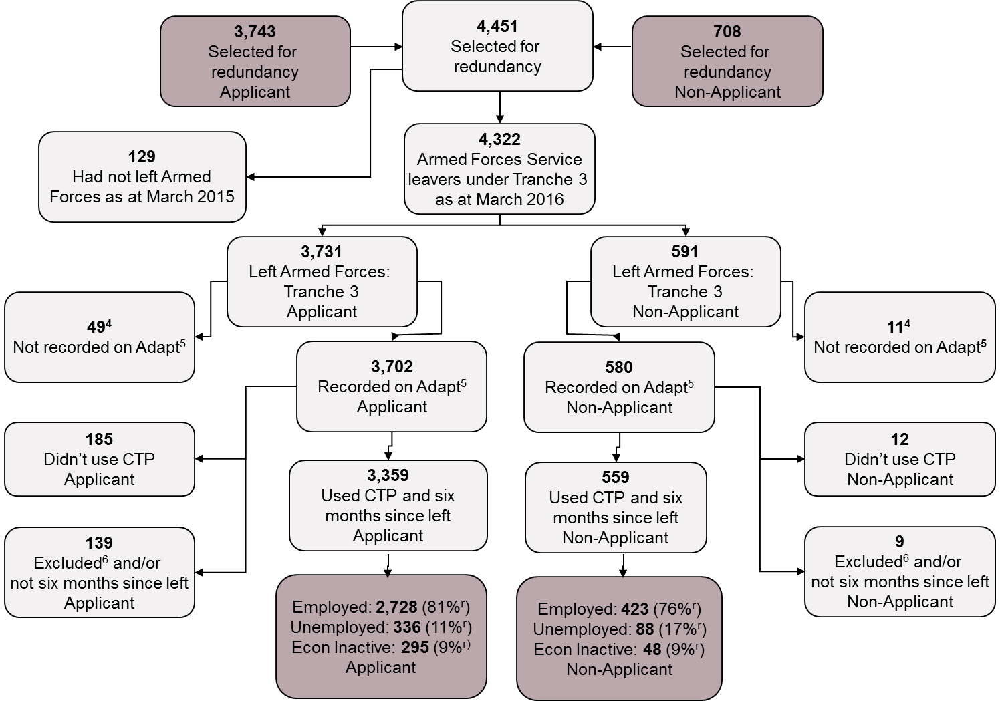 3,743
Selected for
redundancy
Applicant
4,451
Selected for
redundancy
708
Selected for
redundancy
Non-Applicant
129
Had not left Armed
Forces as at March 2015
4,322
Armed Forces Service
leavers under Tranche 3
as at March 2016
3,731
Left Armed Forces:
Tranche 3
Applicant
591
Left Armed Forces:
Tranche 3
Non-Applicant
49⁴
Not recorded on Adapt⁵
11⁴
Not recorded on Adapt⁵
3,702
Recorded on Adapt⁵
Applicant
580
Recorded on Adapt⁵
Non-Applicant
185
Didn’t use CTP
Applicant
12
Didn’t use CTP
Non-Applicant
3,359
Used CTP and six
months since left
Applicant
559
Used CTP and six
months since left
Non-Applicant
139
Excluded⁶ and/or
not six months since left
Applicant
9
Excluded⁶ and/or
not six months since left
Non-Applicant
Employed: 2,728 (81%ʳ)
Unemployed: 336 (11%ʳ)
Econ Inactive: 295 (9%ʳ⁾
Applicant
Employed: 423 (76%ʳ)
Unemployed: 88 (17%ʳ)
Econ Inactive: 48 (9%ʳ)
Non-Applicant